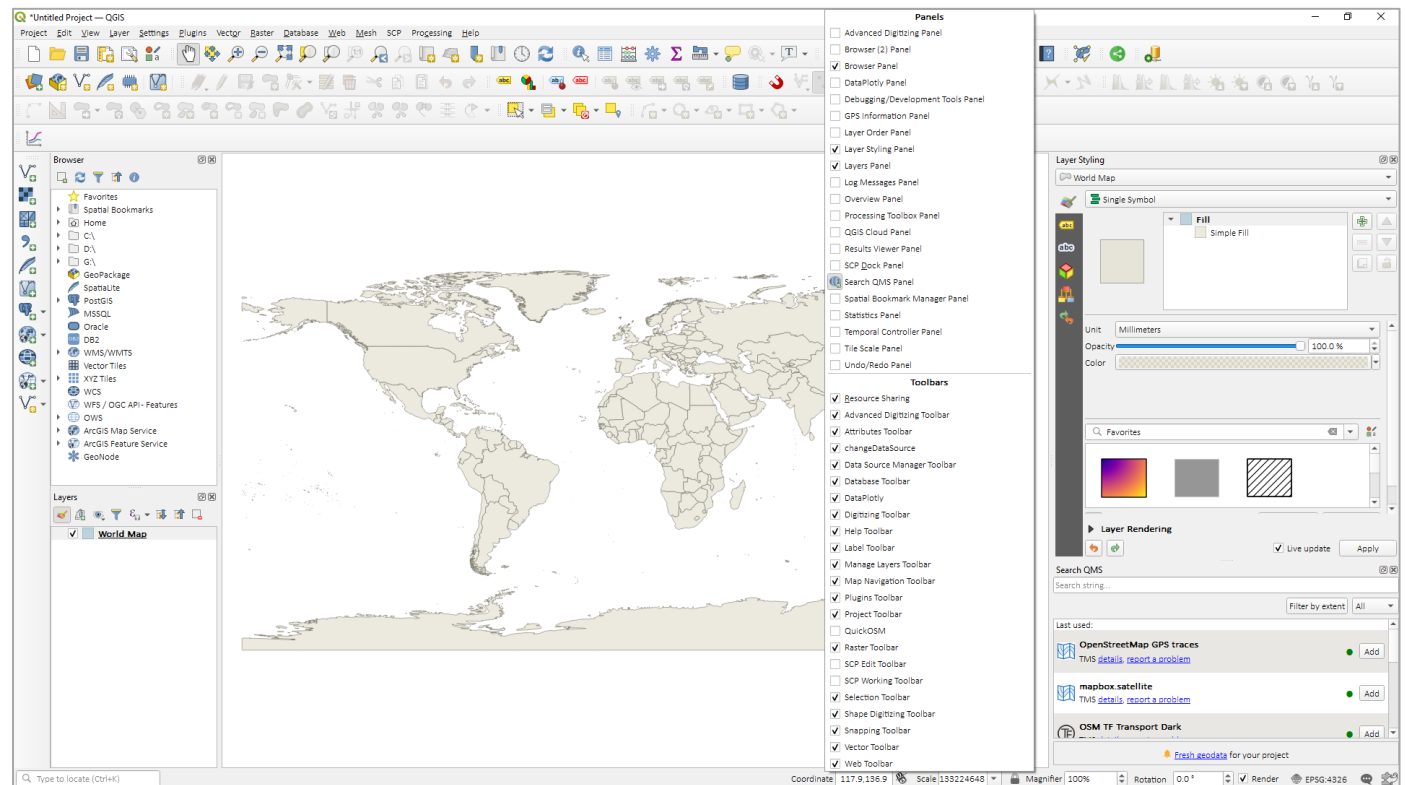 *Untitled Project — QGIS
Project Edit View Layer Settings Plugins Vector Raster Database Web Mesh SCP Processing Help
Panels
Advanced Digitizing Panel
Browser (2) Panel
Browser Panel
DataPlotly Panel
Debugging/Development Tools Panel
GPS Information Panel
Layer Order Panel
Layer Styling Panel
Layers Panel
Log Messages Panel
Overview Panel
Processing Toolbox Panel
QGIS Cloud Panel
Results Viewer Panel
SCP Dock Panel
Search QMS Panel
Spatial Bookmark Manager Panel
Statistics Panel
Temporal Controller Panel
Tile Scale Panel
Undo/Redo Panel
Toolbars
Resource Sharing
Advanced Digitizing Toolbar
Attributes Toolbar
changeDataSource
Data Source Manager Toolbar
Database Toolbar
DataPlotly
Digitizing Toolbar
Help Toolbar
Label Toolbar
Manage Layers Toolbar
Map Navigation Toolbar
Plugins Toolbar
Project Toolbar
QuickOSM
Raster Toolbar
SCP Edit Toolbar
SCP Working Toolbar
Selection Toolbar
Shape Digitizing Toolbar
Snapping Toolbar
Vector Toolbar
Web Toolbar
Browser
Favorites
Spatial Bookmarks
Home
C:\
D:\
G:\
GeoPackage
SpatiaLite
PostGIS
MSSQL
Oracle
DB2
WMS/WMTS
Vector Tiles
XYZ Tiles
WCS
WFS / OGC API - Features
OWS
ArcGIS Map Service
ArcGIS Feature Service
GeoNode
Layers
World Map
Layer Styling
World Map
Single Symbol
Fill
Simple Fill
abc
abc
Unit Millimeters
Opacity 100.0 %
Color
Favorites
Layer Rendering
Live update Apply
Search QMS
Search string...
Filter by extent All
Last used:
OpenStreetMap GPS traces
TMS details, report a problem Add
mapbox.satellite
TMS details, report a problem Add
OSM TF Transport Dark
Add
Fresh geodata for your project
Type to locate (Ctrl+K) Coordinate 117.9,136.9 Scale 133224648 Magnifier 100% Rotation 0.0 ° Render EPSG:4326